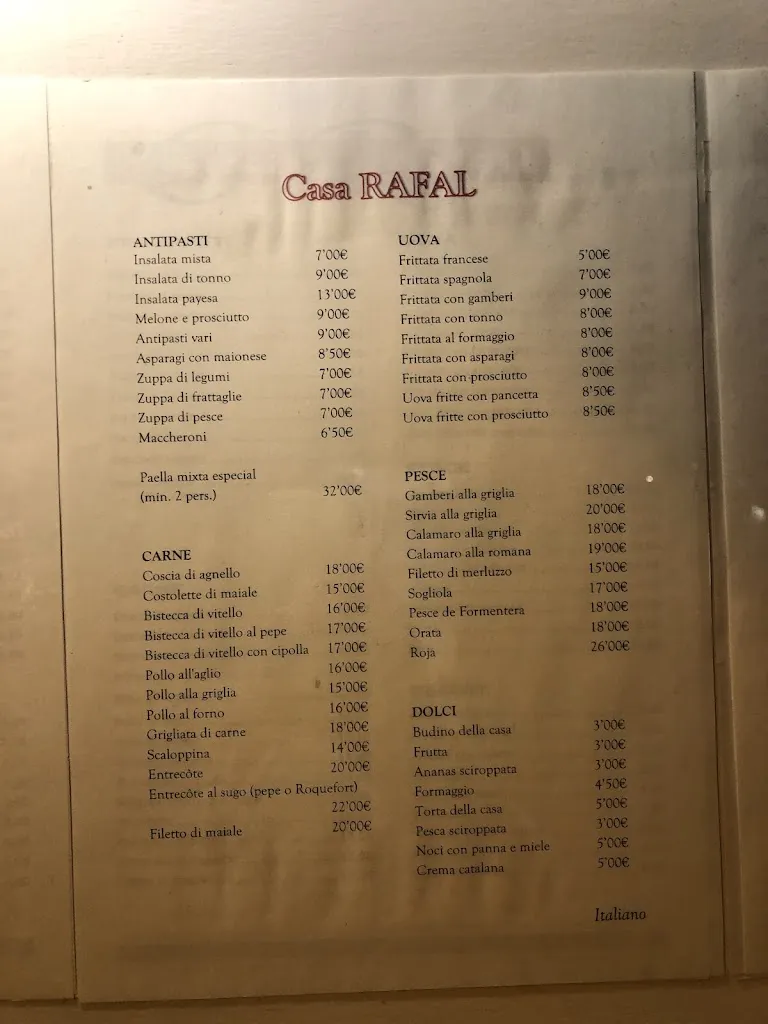 Casa RAFAL
ANTIPASTI
Insalata mista 7'00€
Insalata di tonno 9'00€
Insalata payesa 13'00€
Melone e prosciutto 9'00€
Antipasti vari 9'00€
Asparagi con maionese 8'50€
Zuppa di legumi 7'00€
Zuppa di frattaglie 7'00€
Zuppa di pesce 7'00€
Maccheroni 6'50€
Paella mixta especial
(min. 2 pers.) 32'00€
CARNE
Coscia di agnello 18'00€
Costolette di maiale 15'00€
Bistecca di vitello 16'00€
Bistecca di vitello al pepe 17'00€
Bistecca di vitello con cipolla 17'00€
Pollo all'aglio 16'00€
Pollo alla griglia 15'00€
Pollo al forno 16'00€
Grigliata di carne 18'00€
Scaloppina 14'00€
Entrecôte 20'00€
Entrecôte al sugo (pepe o Roquefort)
22'00€
Filetto di maiale 20'00€
UOVA
Frittata francese 5'00€
Frittata spagnola 7'00€
Frittata con gamberi 9'00€
Frittata con tonno 8'00€
Frittata al formaggio 8'00€
Frittata con asparagi 8'00€
Frittata con prosciutto 8'00€
Uova fritte con pancetta 8'50€
Uova fritte con prosciutto 8'50€
PESCE
Gamberi alla griglia 18'00€
Sirvia alla griglia 20'00€
Calamaro alla griglia 18'00€
Calamaro alla romana 19'00€
Filetto di merluzzo 15'00€
Sogliola 17'00€
Pesce de Formentera 18'00€
Orata 18'00€
Roja 26'00€
DOLCI
Budino della casa 3'00€
Frutta 3'00€
Ananas sciroppata 3'00€
Formaggio 4'50€
Torta della casa 5'00€
Pesca sciroppata 3'00€
Noci con panna e miele 5'00€
Crema catalana 5'00€
Italiano